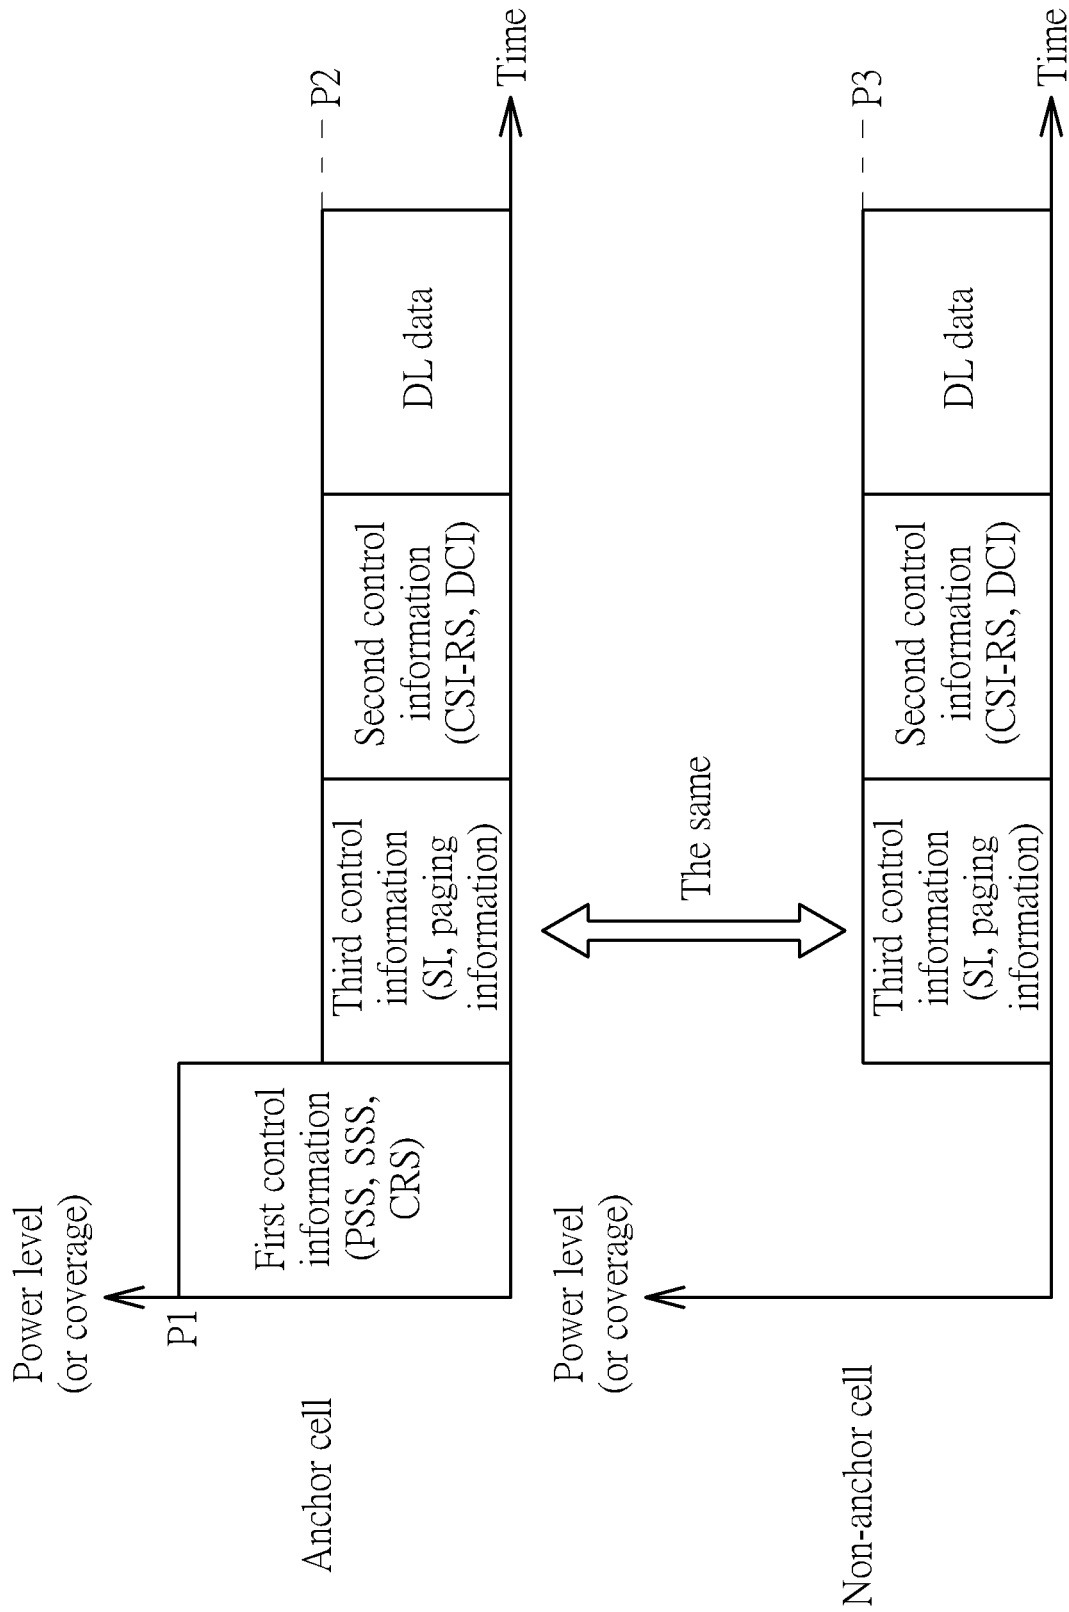 Power level
(or coverage)
P1
Anchor cell
First control
information
(PSS, SSS,
CRS)
Third control
information
(SI, paging
information)
Second control
information
(CSI-RS, DCI)
DL data
P2
Time
The same
Power level
(or coverage)
Non-anchor cell
Third control
information
(SI, paging
information)
Second control
information
(CSI-RS, DCI)
DL data
P3
Time